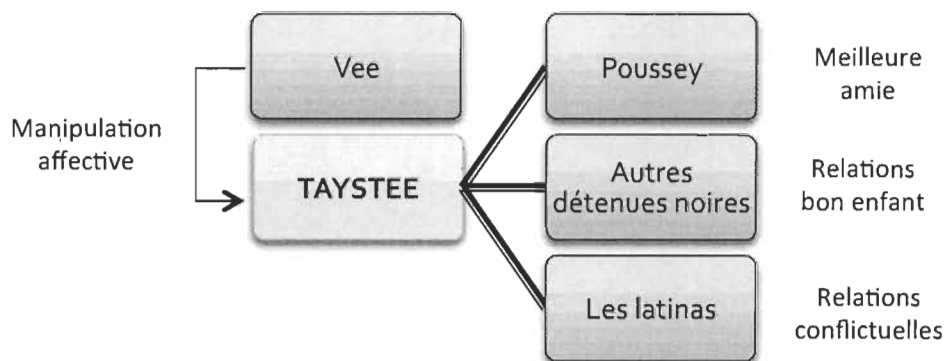 Vee
Poussey
Meilleure
amie
Manipulation
affective
TAYSTEE
Autres
détenues noires
Relations
bon enfant
Les latinas
Relations
conflictuelles